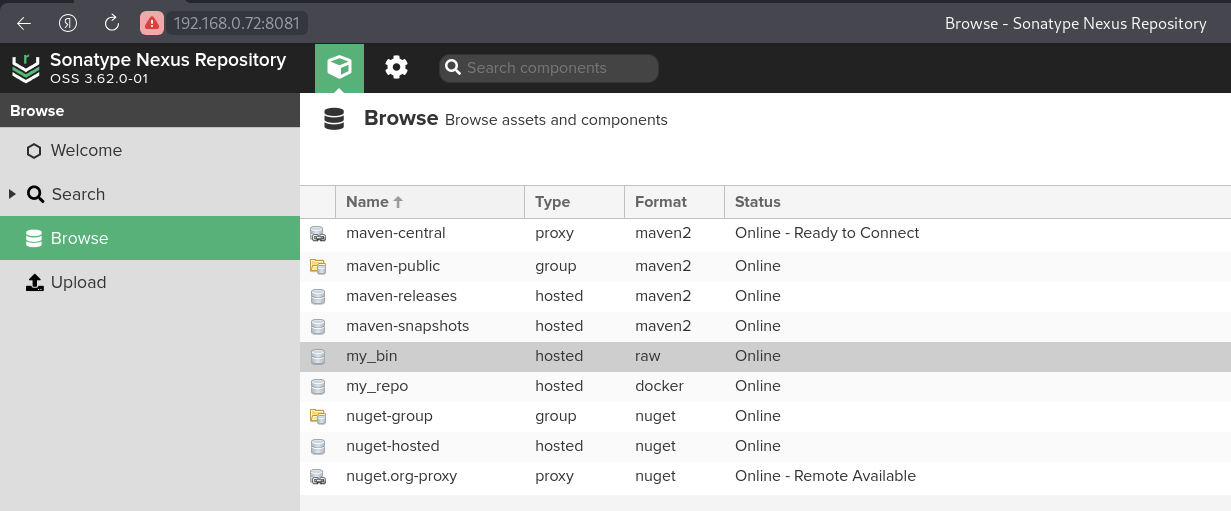 192.168.0.72:8081 Browse - Sonatype Nexus Repository
Sonatype Nexus Repository
OSS 3.62.0-01
Search components
Browse
Welcome
Search
Browse
Upload
Browse Browse assets and components
Name Type Format Status
maven-central proxy maven2 Online - Ready to Connect
maven-public group maven2 Online
maven-releases hosted maven2 Online
maven-snapshots hosted maven2 Online
my_bin hosted raw Online
my_repo hosted docker Online
nuget-group group nuget Online
nuget-hosted hosted nuget Online
nuget.org-proxy proxy nuget Online - Remote Available